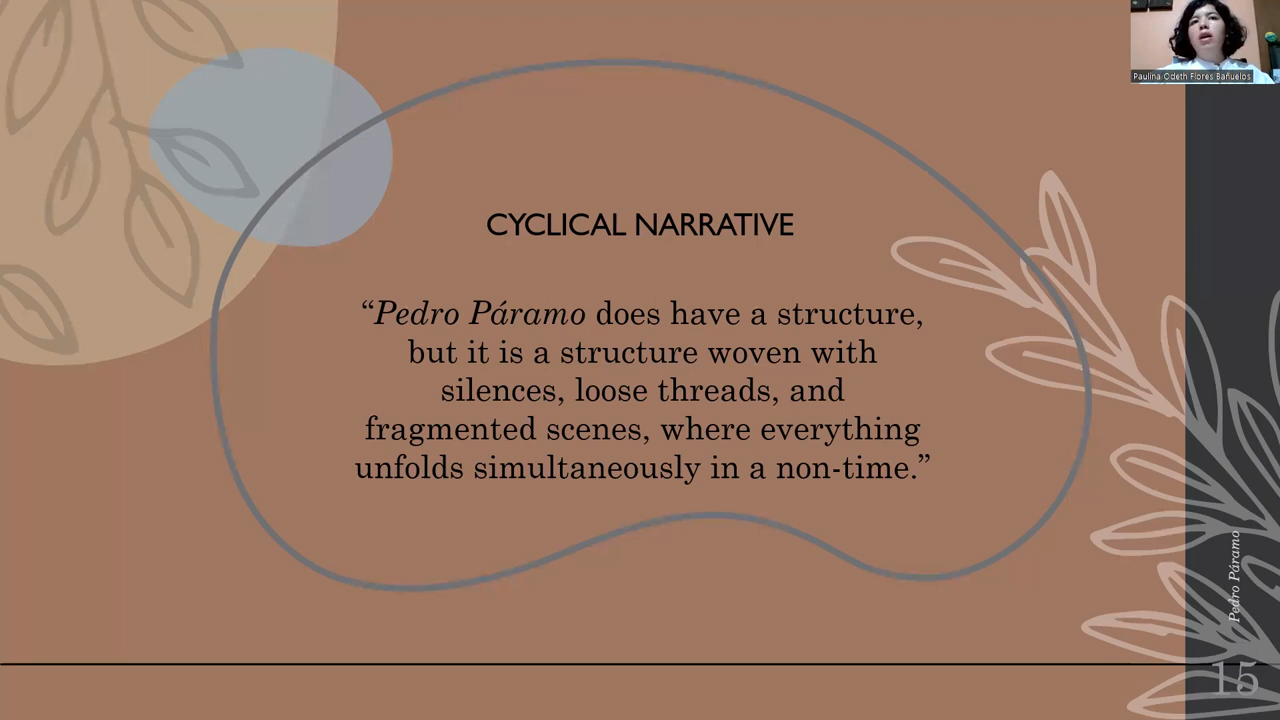 Paulina Odeth Flores Bañuelos
CYCLICAL NARRATIVE
“Pedro Páramo does have a structure,
but it is a structure woven with
silences, loose threads, and
fragmented scenes, where everything
unfolds simultaneously in a non-time.”
Pedro Páramo
15